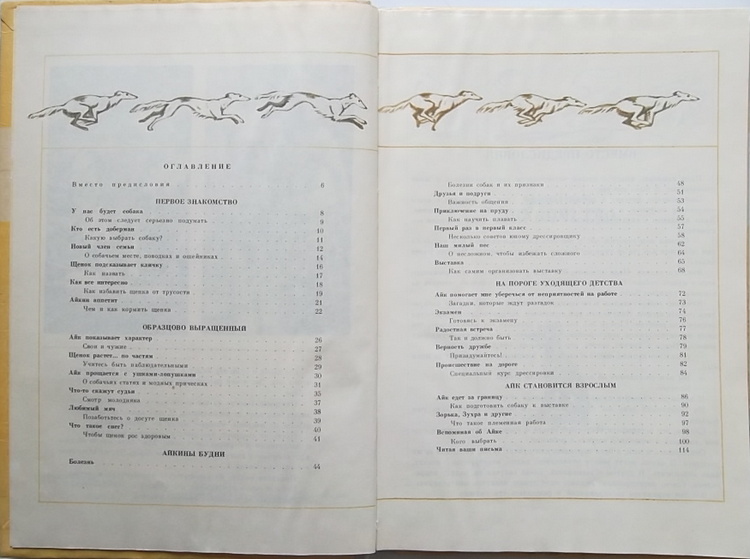 ОГЛАВЛЕНИЕ
Вместо предисловия 6
ПЕРВОЕ ЗНАКОМСТВО
У нас будет собака 8
Об этом следует серьезно подумать 9
Кто есть доберман 10
Какую выбрать собаку? 11
Новый член семьи 12
О собачьем месте, поводках и ошейниках 14
Щенок подсказывает кличку 16
Как назвать 17
Как все интересно 18
Как избавить щенка от трусости 19
Айкин аппетит 21
Чем и как кормить щенка 22
ОБРАЗЦОВО ВЫРАЩЕННЫЙ
Айк показывает характер 26
Свои и чужие 27
Щенок растет... по частям 28
Учитесь быть наблюдательными 29
Айк прощается с ушками-лопушками 30
О собачьих статях и модных прическах 31
Что-то скажут судьи 35
Смотр молодняка 37
Любимый мяч 38
Позаботьтесь о досуге щенка 39
Что такое снег? 40
Чтобы щенок рос здоровым 41
АЙКИНЫ БУДНИ
Болезнь 44
Болезни собак и их признаки 48
Друзья и подруги 51
Важность общения 53
Приключение на пруду 54
Как научить плавать 55
Первый раз в первый класс 57
Несколько советов юному дрессировщику 58
Наш милый пес 62
О несложном, чтобы избежать сложного 64
Выставка 65
Как самим организовать выставку 68
НА ПОРОГЕ УХОДЯЩЕГО ДЕТСТВА
Айк помогает мне уберечься от неприятностей на работе 72
Загадки, которые ждут разгадок 73
Экзамен 74
Готовясь к экзамену 76
Радостная встреча 77
Так и должно быть 78
Верность дружбе 79
Призадумайтесь! 81
Происшествие на дороге 82
Специальный курс дрессировки 84
АЙК СТАНОВИТСЯ ВЗРОСЛЫМ
Айк едет за границу 86
Как подготовить собаку к выставке 90
Зорька, Зухра и другие 92
Что такое племенная работа 97
Вспоминая об Айке 98
Кого выбрать 100
Читая ваши письма 114